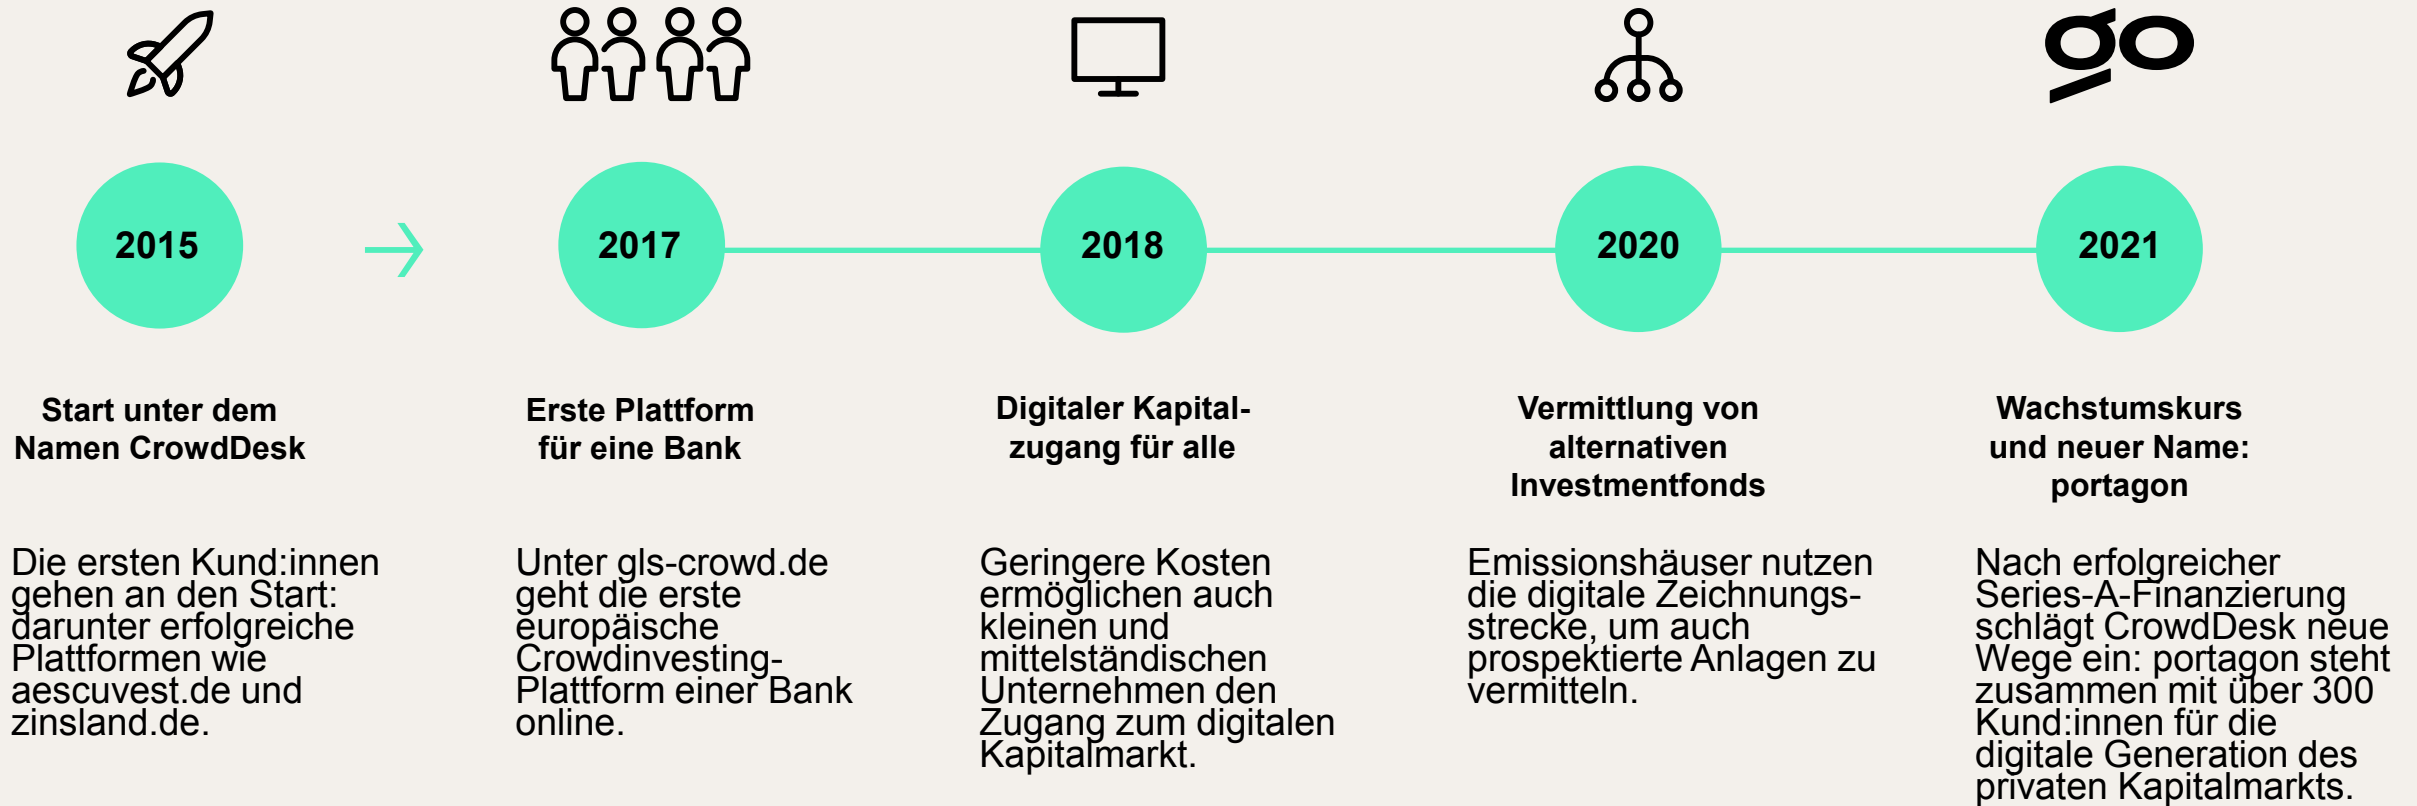 go
2015
2017
2018
2020
2021
Start unter dem
Namen CrowdDesk
Die ersten Kund:innen
gehen an den Start:
darunter erfolgreiche
Plattformen wie
aescuvest.de und
zinsland.de.
Erste Plattform
für eine Bank
Unter gls-crowd.de
geht die erste
europäische
Crowdinvesting-
Plattform einer Bank
online.
Digitaler Kapital-
zugang für alle
Geringere Kosten
ermöglichen auch
kleinen und
mittelständischen
Unternehmen den
Zugang zum digitalen
Kapitalmarkt.
Vermittlung von
alternativen
Investmentfonds
Emissionshäuser nutzen
die digitale Zeichnungs-
strecke, um auch
prospektierte Anlagen zu
vermitteln.
Wachstumskurs
und neuer Name:
portagon
Nach erfolgreicher
Series-A-Finanzierung
schlägt CrowdDesk neue
Wege ein: portagon steht
zusammen mit über 300
Kund:innen für die
digitale Generation des
privaten Kapitalmarkts.